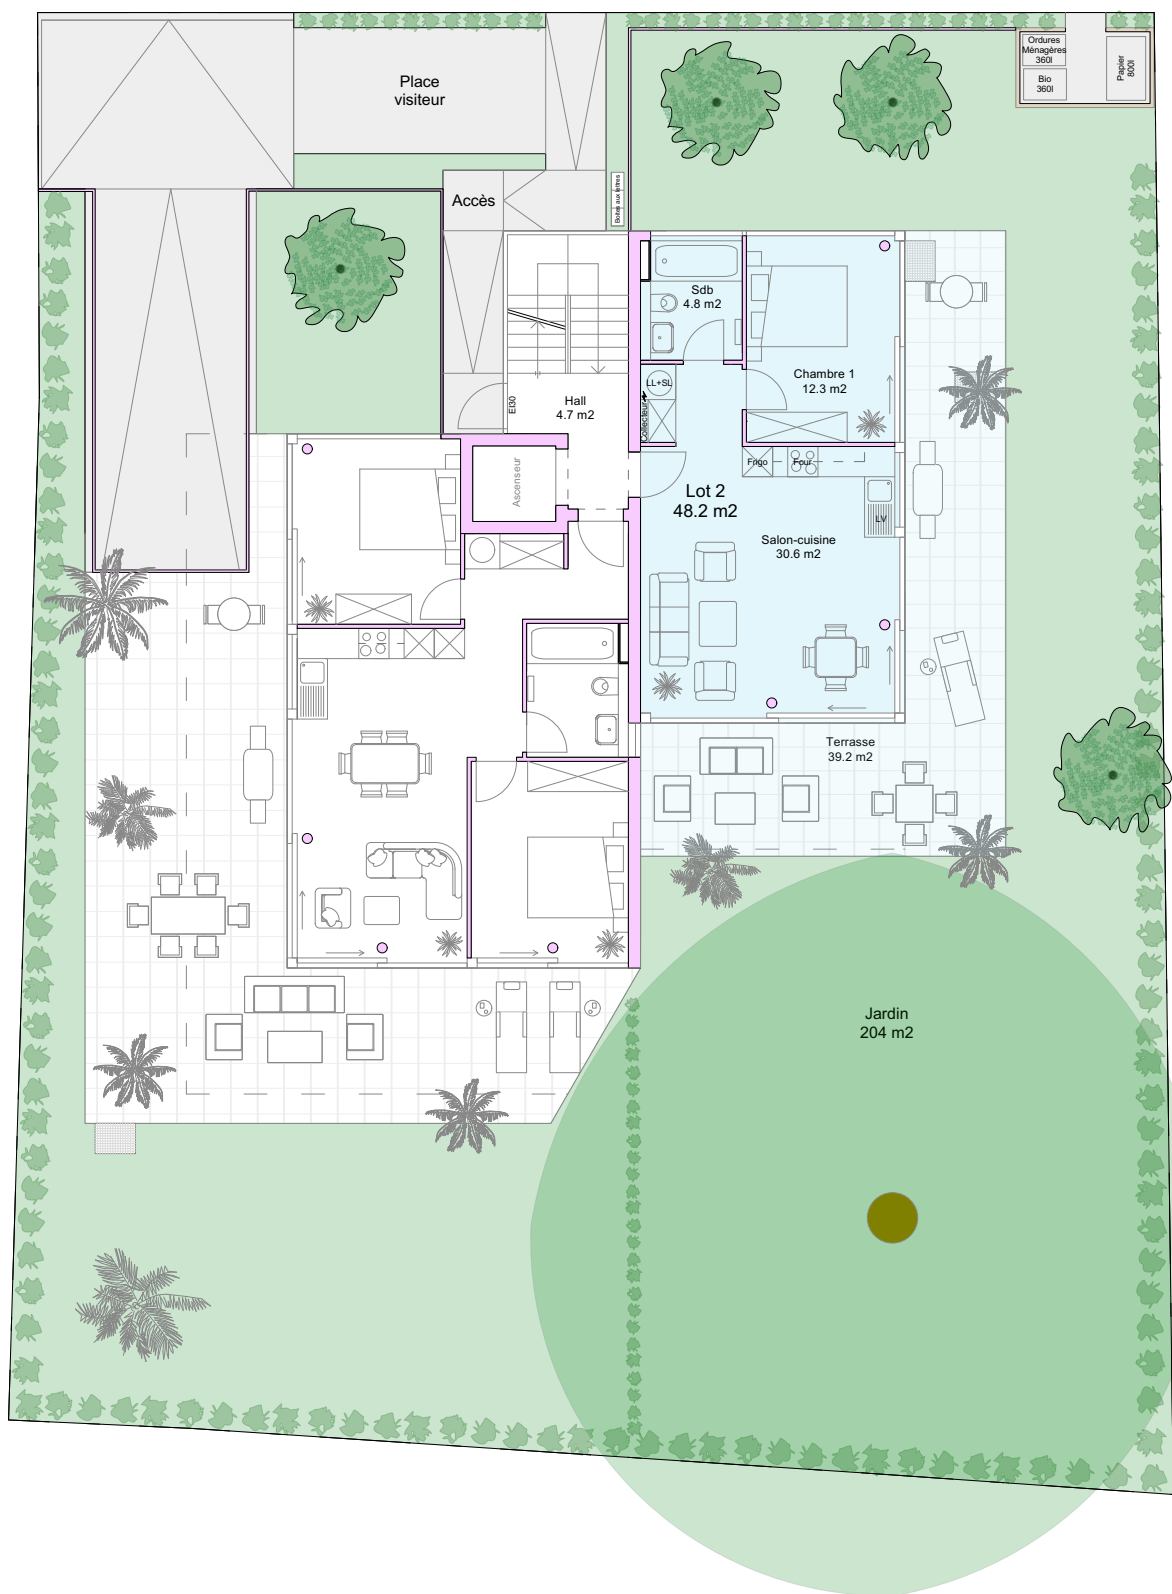 Ordures
Ménagères
360l
Bio
360l
Papier
800l
Place
visiteur
Accès
Boites aux lettres
Sdb
4.8 m2
Chambre 1
12.3 m2
LL+SL
Collecteur
EI30
Hall
4.7 m2
Ascenseur
Frigo
Four
Lot 2
48.2 m2
LV
Salon-cuisine
30.6 m2
Terrasse
39.2 m2
Jardin
204 m2